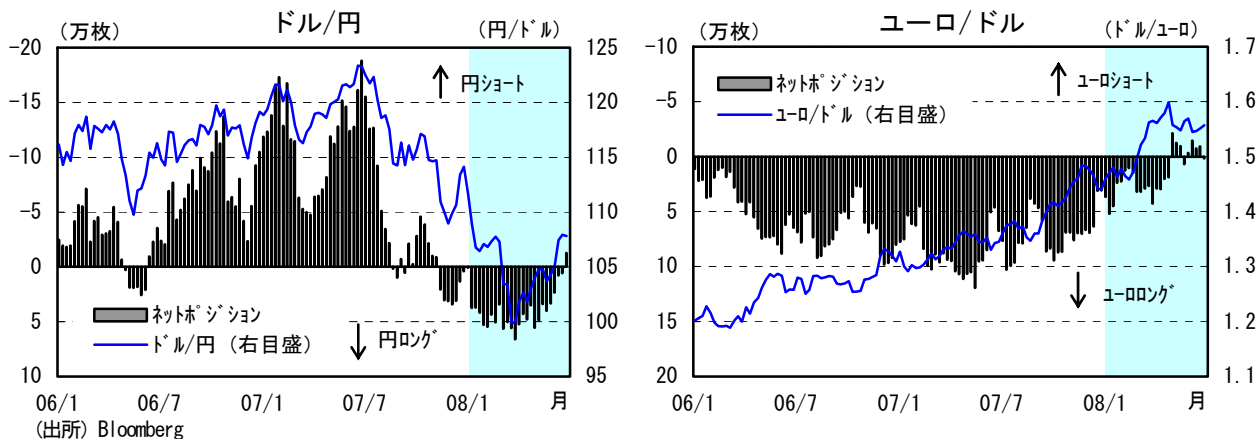 ドル/円
(万枚)
(円/ドル)
-20
-15
-10
-5
0
5
10
125
120
115
110
105
100
95
円ショート
ネットポジション
ドル/円 (右目盛)
円ロング
06/1 06/7 07/1 07/7 08/1 月
(出所) Bloomberg
ユーロ/ドル
(万枚)
(ドル/ユーロ)
-10
-5
0
5
10
15
20
1.7
1.6
1.5
1.4
1.3
1.2
1.1
ネットポジション
ユーロ/ドル (右目盛)
ユーロショート
ユーロロング
06/1 06/7 07/1 07/7 08/1 月